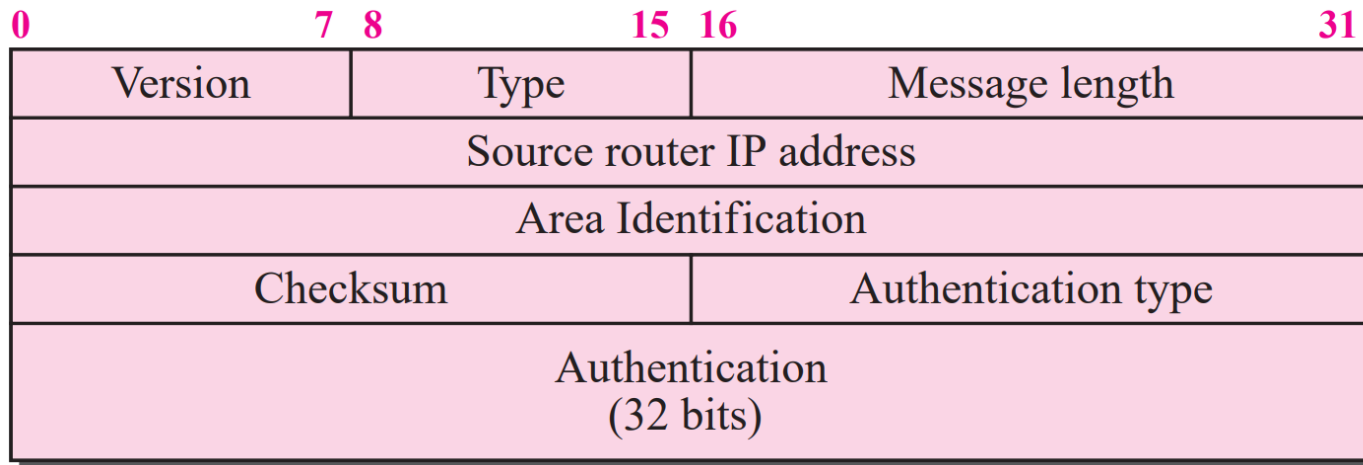 0 7 8 15 16 31
Version Type Message length
Source router IP address
Area Identification
Checksum Authentication type
Authentication
(32 bits)